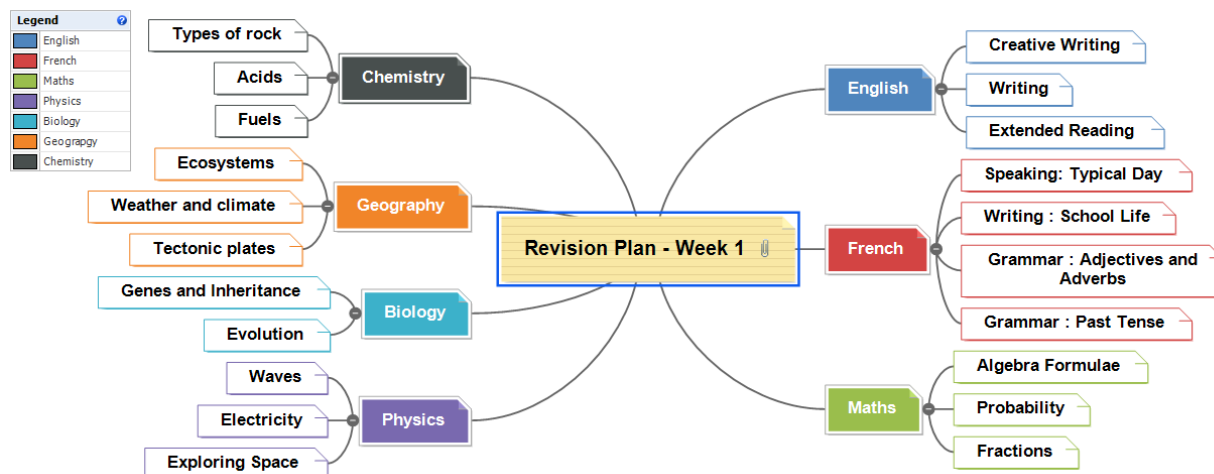 Legend
English
French
Maths
Physics
Biology
Geograpgy
Chemistry
Types of rock
Acids
Fuels
Chemistry
Ecosystems
Weather and climate
Tectonic plates
Geography
Genes and Inheritance
Evolution
Biology
Waves
Electricity
Exploring Space
Physics
Revision Plan - Week 1
English
Creative Writing
Writing
Extended Reading
French
Speaking: Typical Day
Writing : School Life
Grammar : Adjectives and
Adverbs
Grammar : Past Tense
Maths
Algebra Formulae
Probability
Fractions